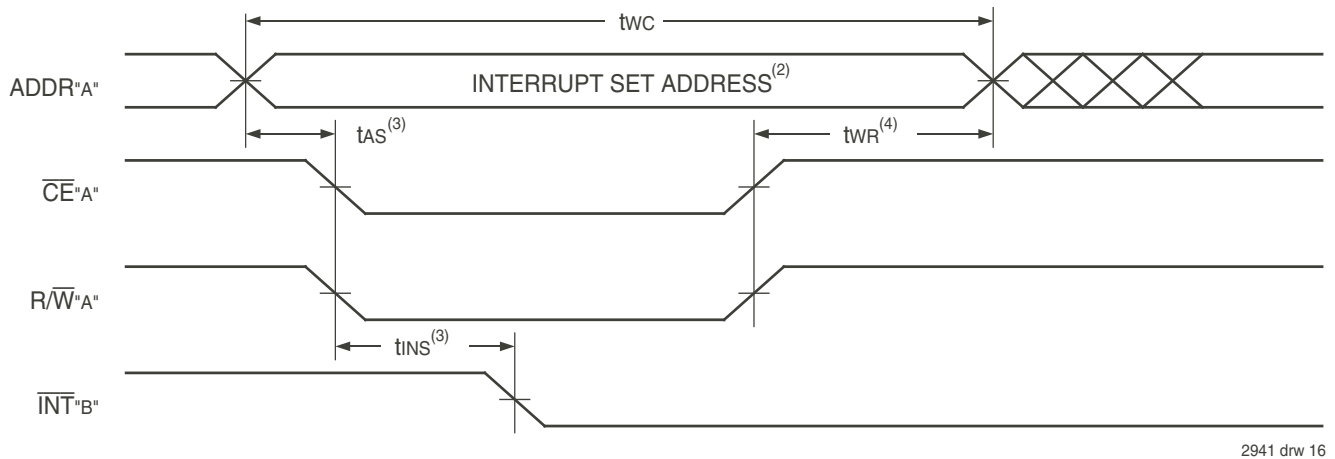 tWC
ADDR"A"
INTERRUPT SET ADDRESS(2)
tAS(3)
tWR(4)
CE"A"
R/W"A"
tINS(3)
INT"B"
2941 drw 16